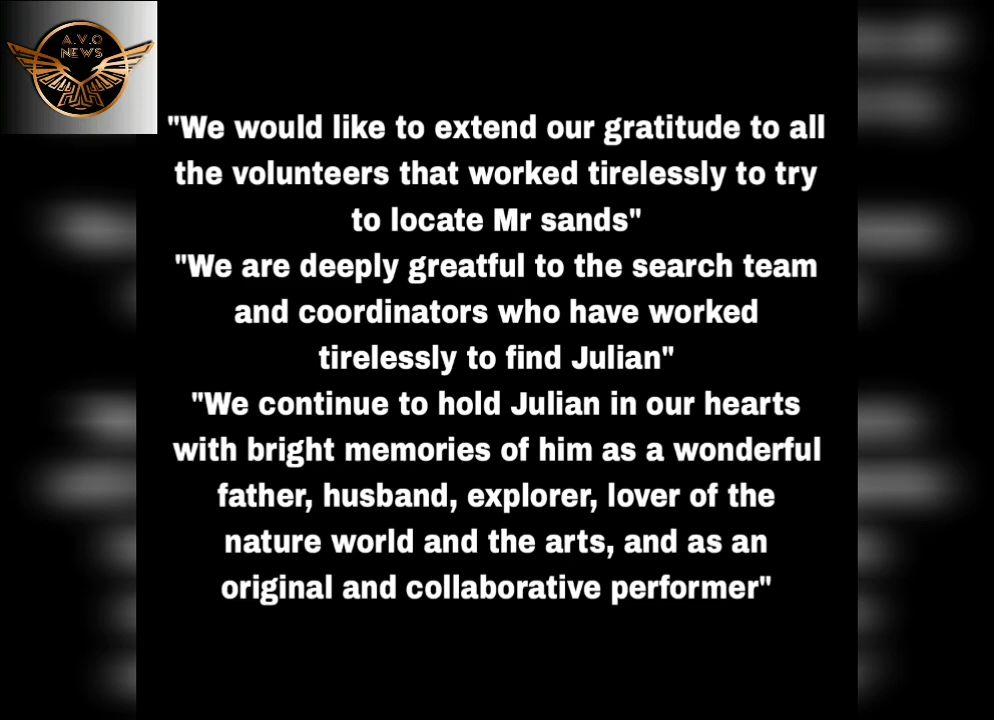 A.V.O
NEWS
"We would like to extend our gratitude to all
the volunteers that worked tirelessly to try
to locate Mr sands"
"We are deeply greatful to the search team
and coordinators who have worked
tirelessly to find Julian"
"We continue to hold Julian in our hearts
with bright memories of him as a wonderful
father, husband, explorer, lover of the
nature world and the arts, and as an
original and collaborative performer"